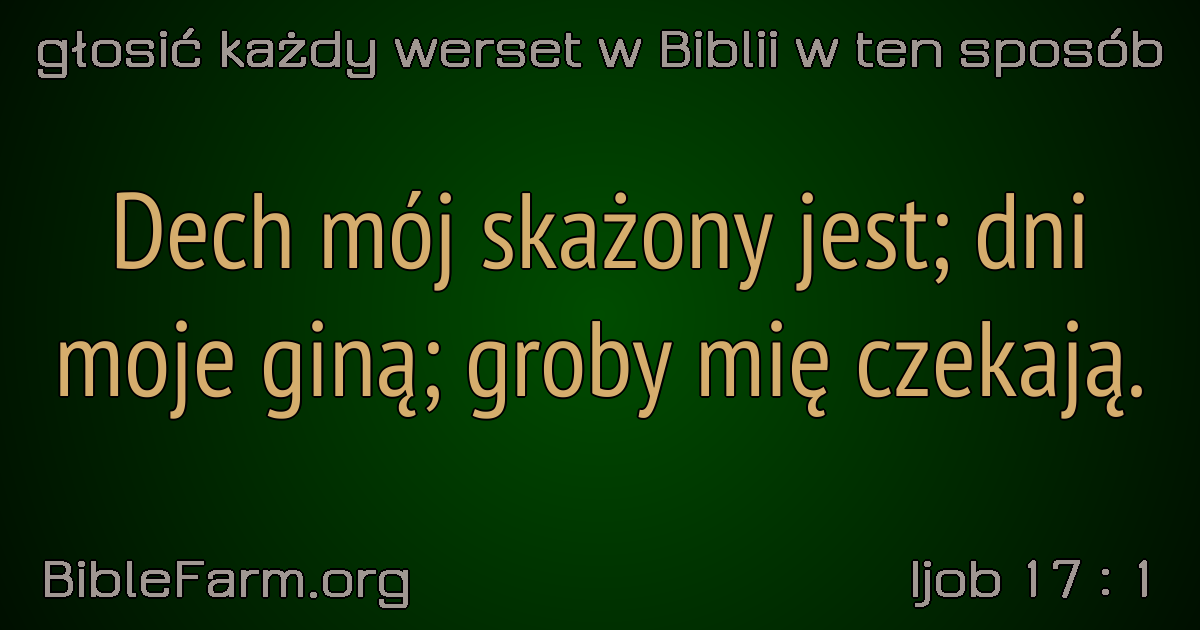 głosić każdy werset w Biblii w ten sposób
Dech mój skażony jest; dni
moje giną; groby mię czekają.
BibleFarm.org
Ijob 17 : 1